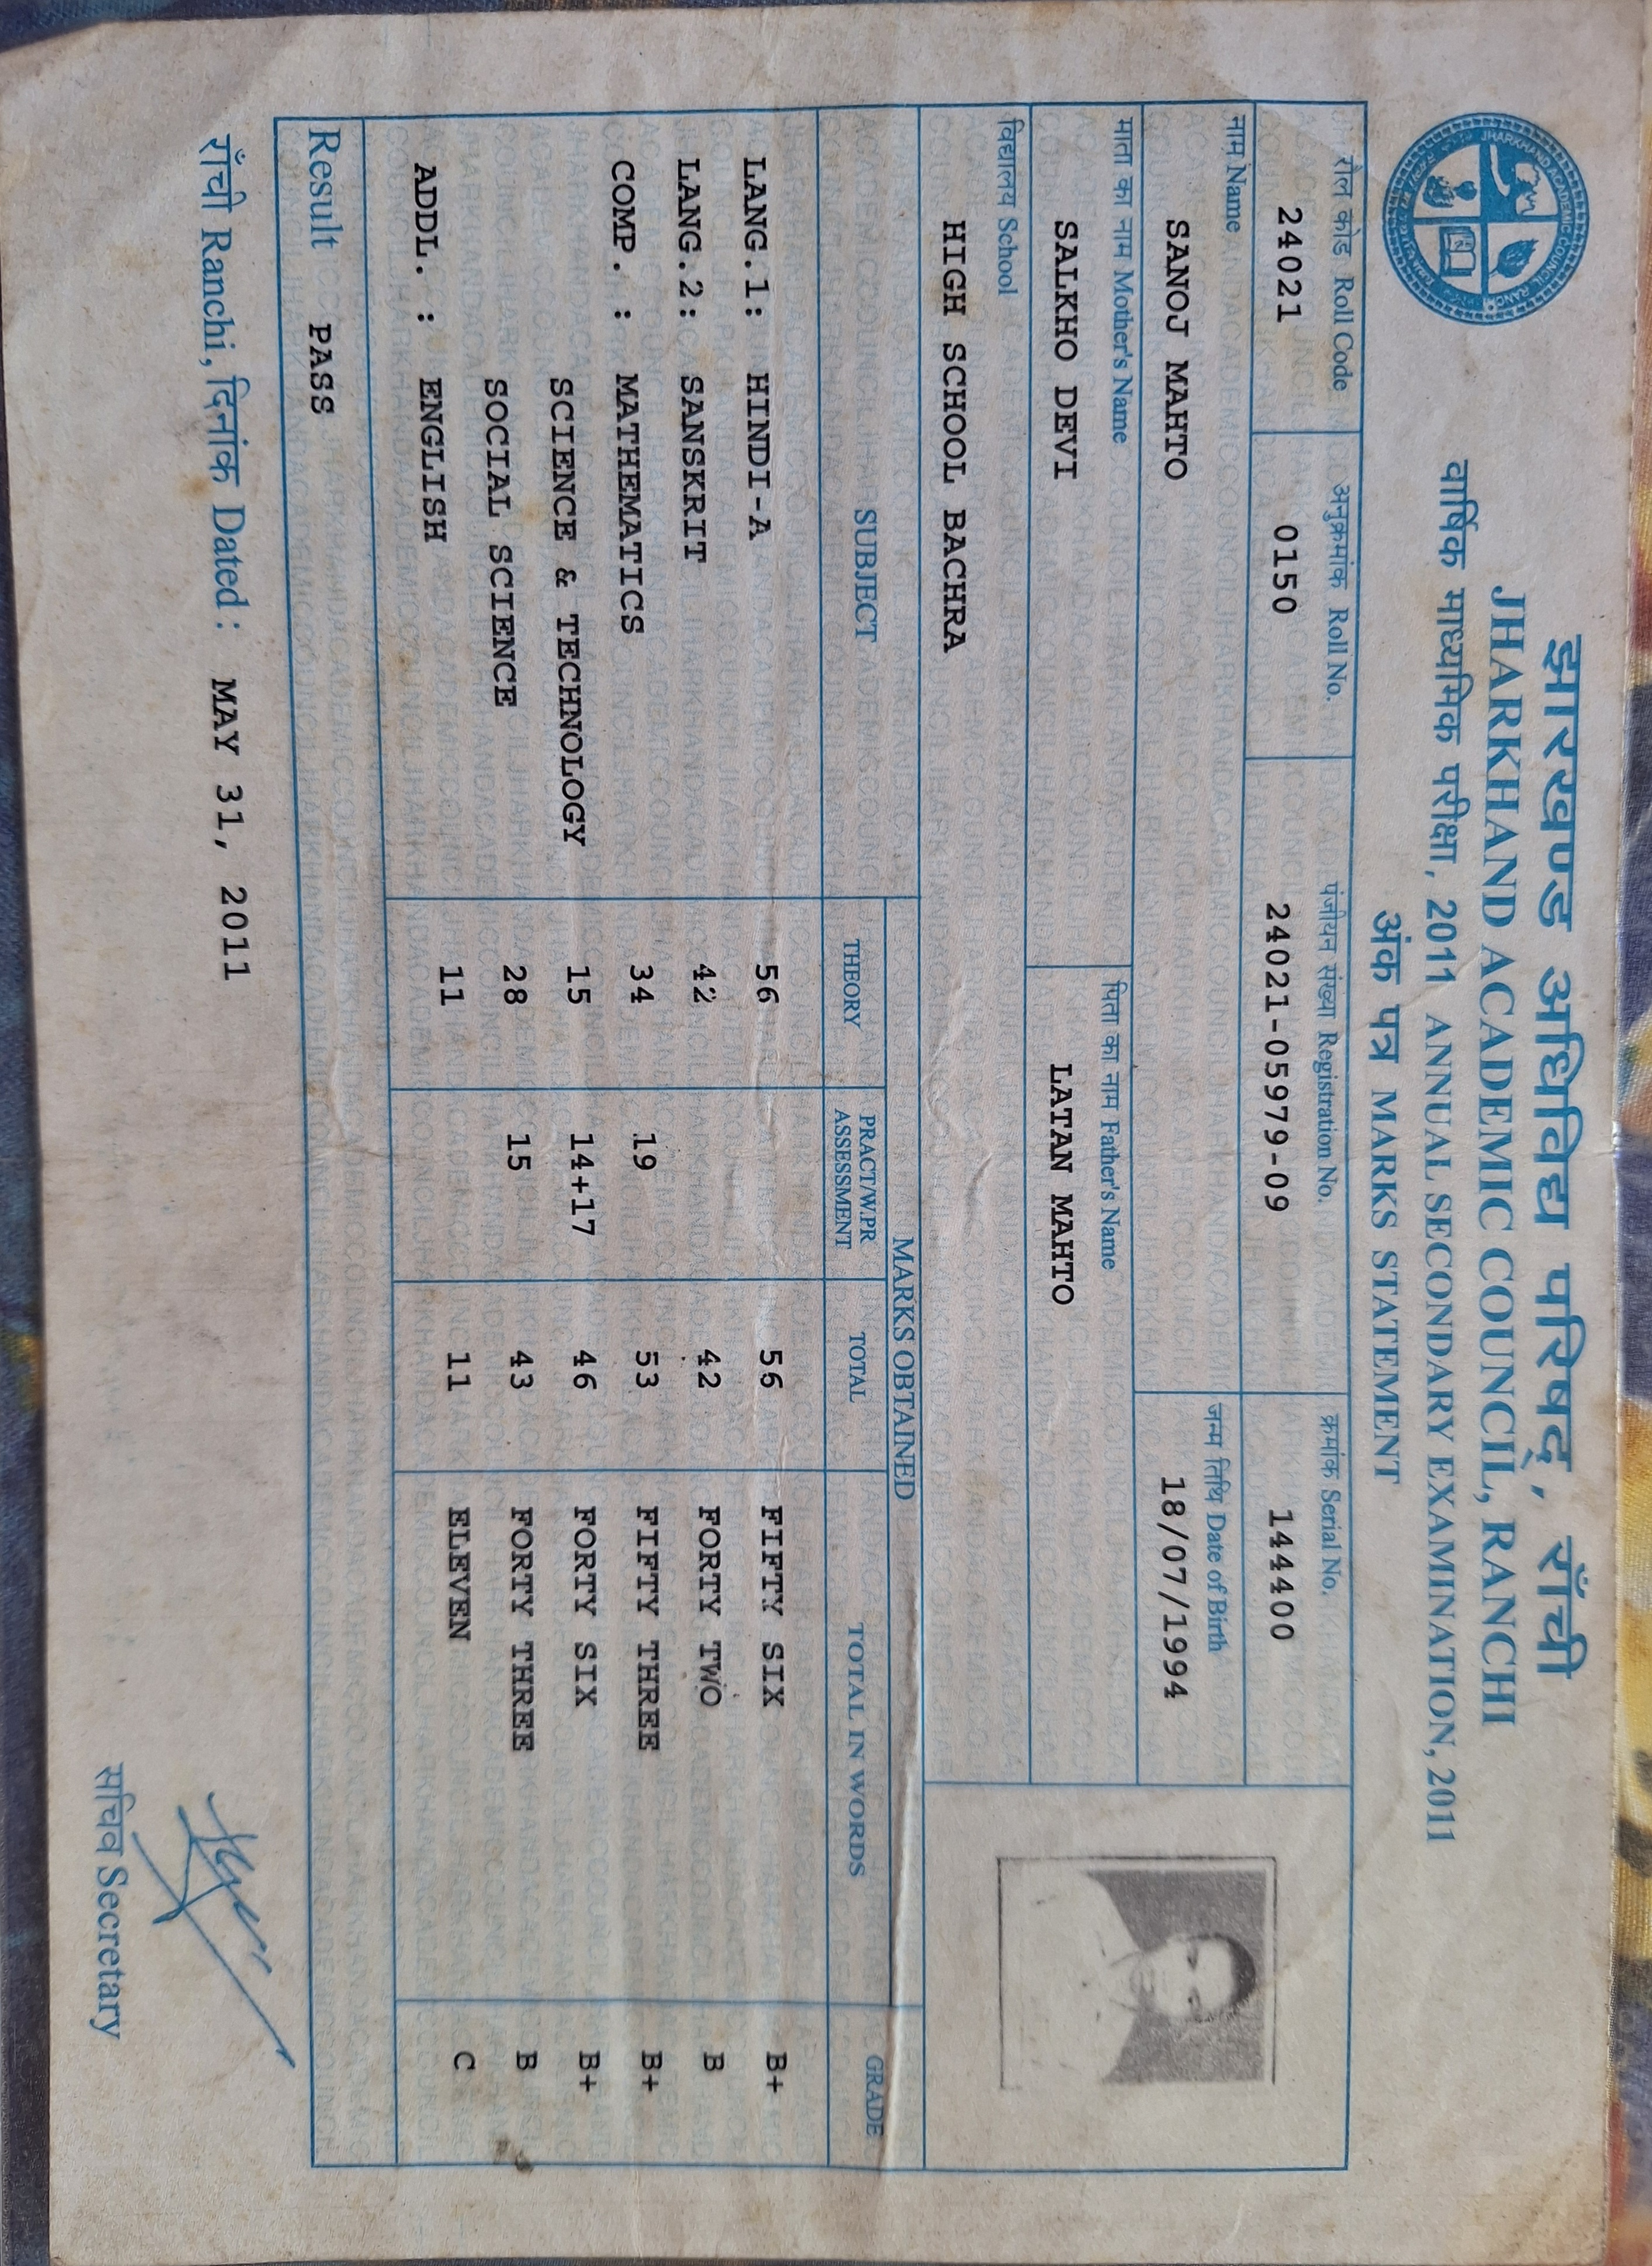 झारखण्ड अधिविद्य परिषद्, राँची
JHARKHAND ACADEMIC COUNCIL, RANCHI
वार्षिक माध्यमिक परीक्षा, 2011 ANNUAL SECONDARY EXAMINATION, 2011
अंक पत्र MARKS STATEMENT
रौल कोड Roll Code अनुक्रमांक Roll No. पंजीयन संख्या Registration No. क्रमांक Serial No.
24021 0150 24021-05979-09 144400
नाम Name जन्म तिथि Date of Birth
SANOJ MAHTO 18/07/1994
माता का नाम Mother's Name पिता का नाम Father's Name
SALKHO DEVI LATAN MAHTO
विद्यालय School
HIGH SCHOOL BACHRA
MARKS OBTAINED
SUBJECT THEORY PRACT/W.PR ASSESSMENT TOTAL TOTAL IN WORDS GRADE
LANG.1: HINDI-A 56 56 FIFTY SIX B+
LANG.2: SANSKRIT 42 42 FORTY TWO B
COMP. : MATHEMATICS 34 19 53 FIFTY THREE B+
SCIENCE & TECHNOLOGY 15 14+17 46 FORTY SIX B+
SOCIAL SCIENCE 28 15 43 FORTY THREE B
ADDL. : ENGLISH 11 11 ELEVEN C
Result PASS
राँची Ranchi, दिनांक Dated : MAY 31, 2011
सचिव Secretary